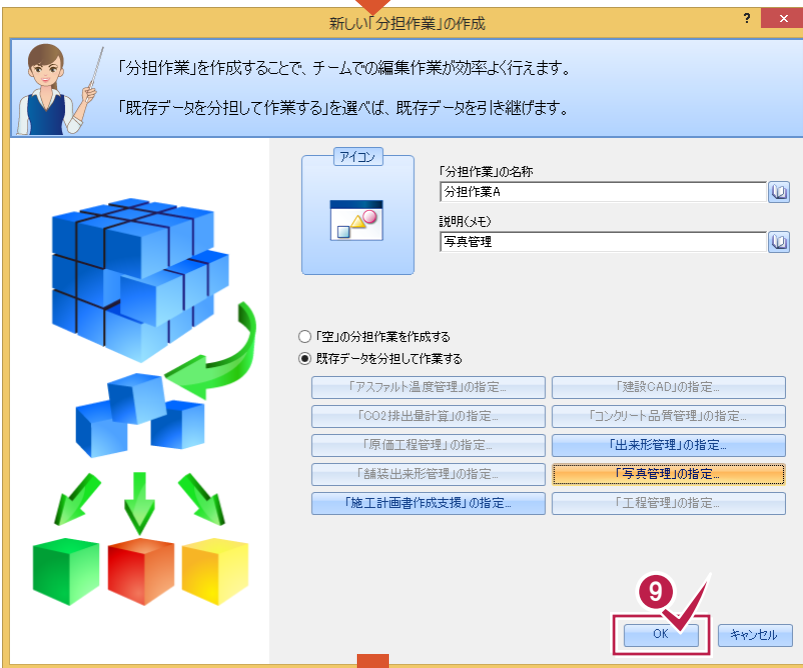 新しい「分担作業」の作成
?
×
「分担作業」を作成することで、チームでの編集作業が効率よく行えます。
「既存データを分担して作業する」を選べば、既存データを引き継げます。
アイコン
「分担作業」の名称
分担作業A
説明(メモ)
写真管理
「空」の分担作業を作成する
既存データを分担して作業する
「アスファルト温度管理」の指定...
「建設CAD」の指定...
「CO2排出量計算」の指定...
「コンクリート品質管理」の指定...
「原価工程管理」の指定...
「出来形管理」の指定...
「舗装出来形管理」の指定...
「写真管理」の指定...
「施工計画書作成支援」の指定...
「工程管理」の指定...
9
OK
キャンセル